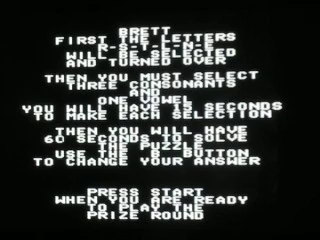 BRETT
FIRST THE LETTERS
R-S-T-L-N-E
WILL BE SELECTED
AND TURNED OVER
THEN YOU MUST SELECT
THREE CONSONANTS
AND
ONE VOWEL
YOU WILL HAVE 15 SECONDS
TO MAKE EACH SELECTION
THEN YOU WILL HAVE
60 SECONDS TO SOLVE
THE PUZZLE
USE THE "B" BUTTON
TO CHANGE YOUR ANSWER
PRESS START
WHEN YOU ARE READY
TO PLAY THE
PRIZE ROUND